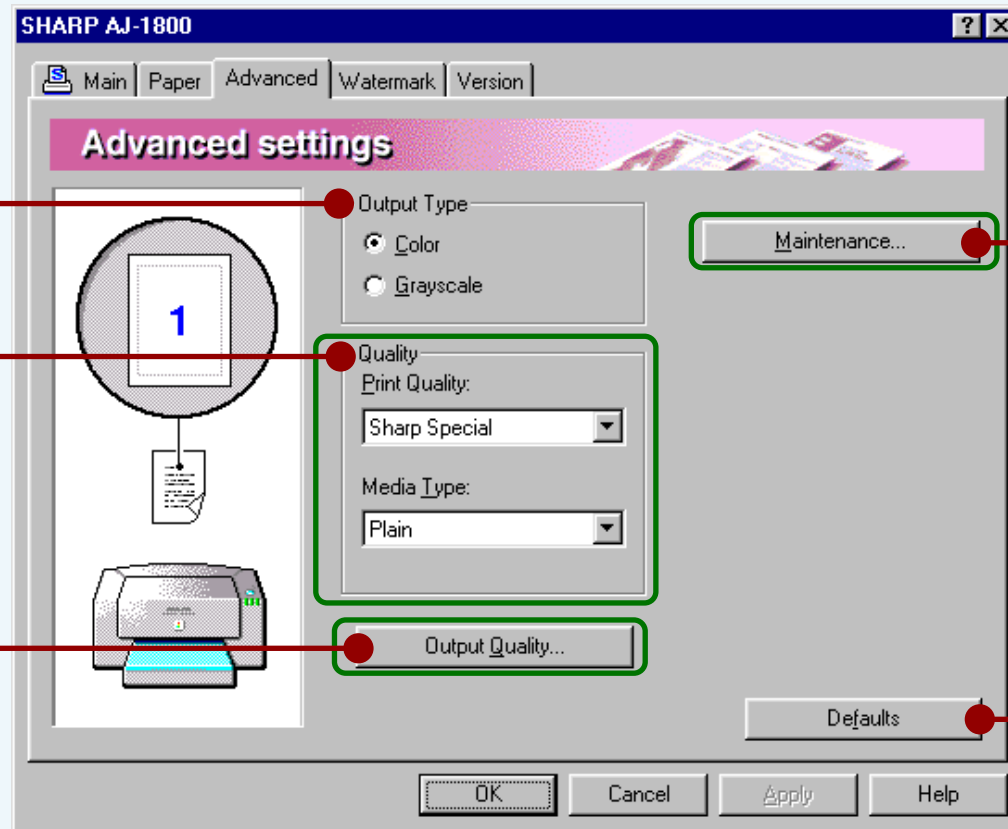 SHARP AJ-1800
Main Paper Advanced Watermark Version
Advanced settings
Output Type
Color
Grayscale
Maintenance...
1
Quality
Print Quality:
Sharp Special
Media Type:
Plain
Output Quality...
Defaults
OK Cancel Apply Help